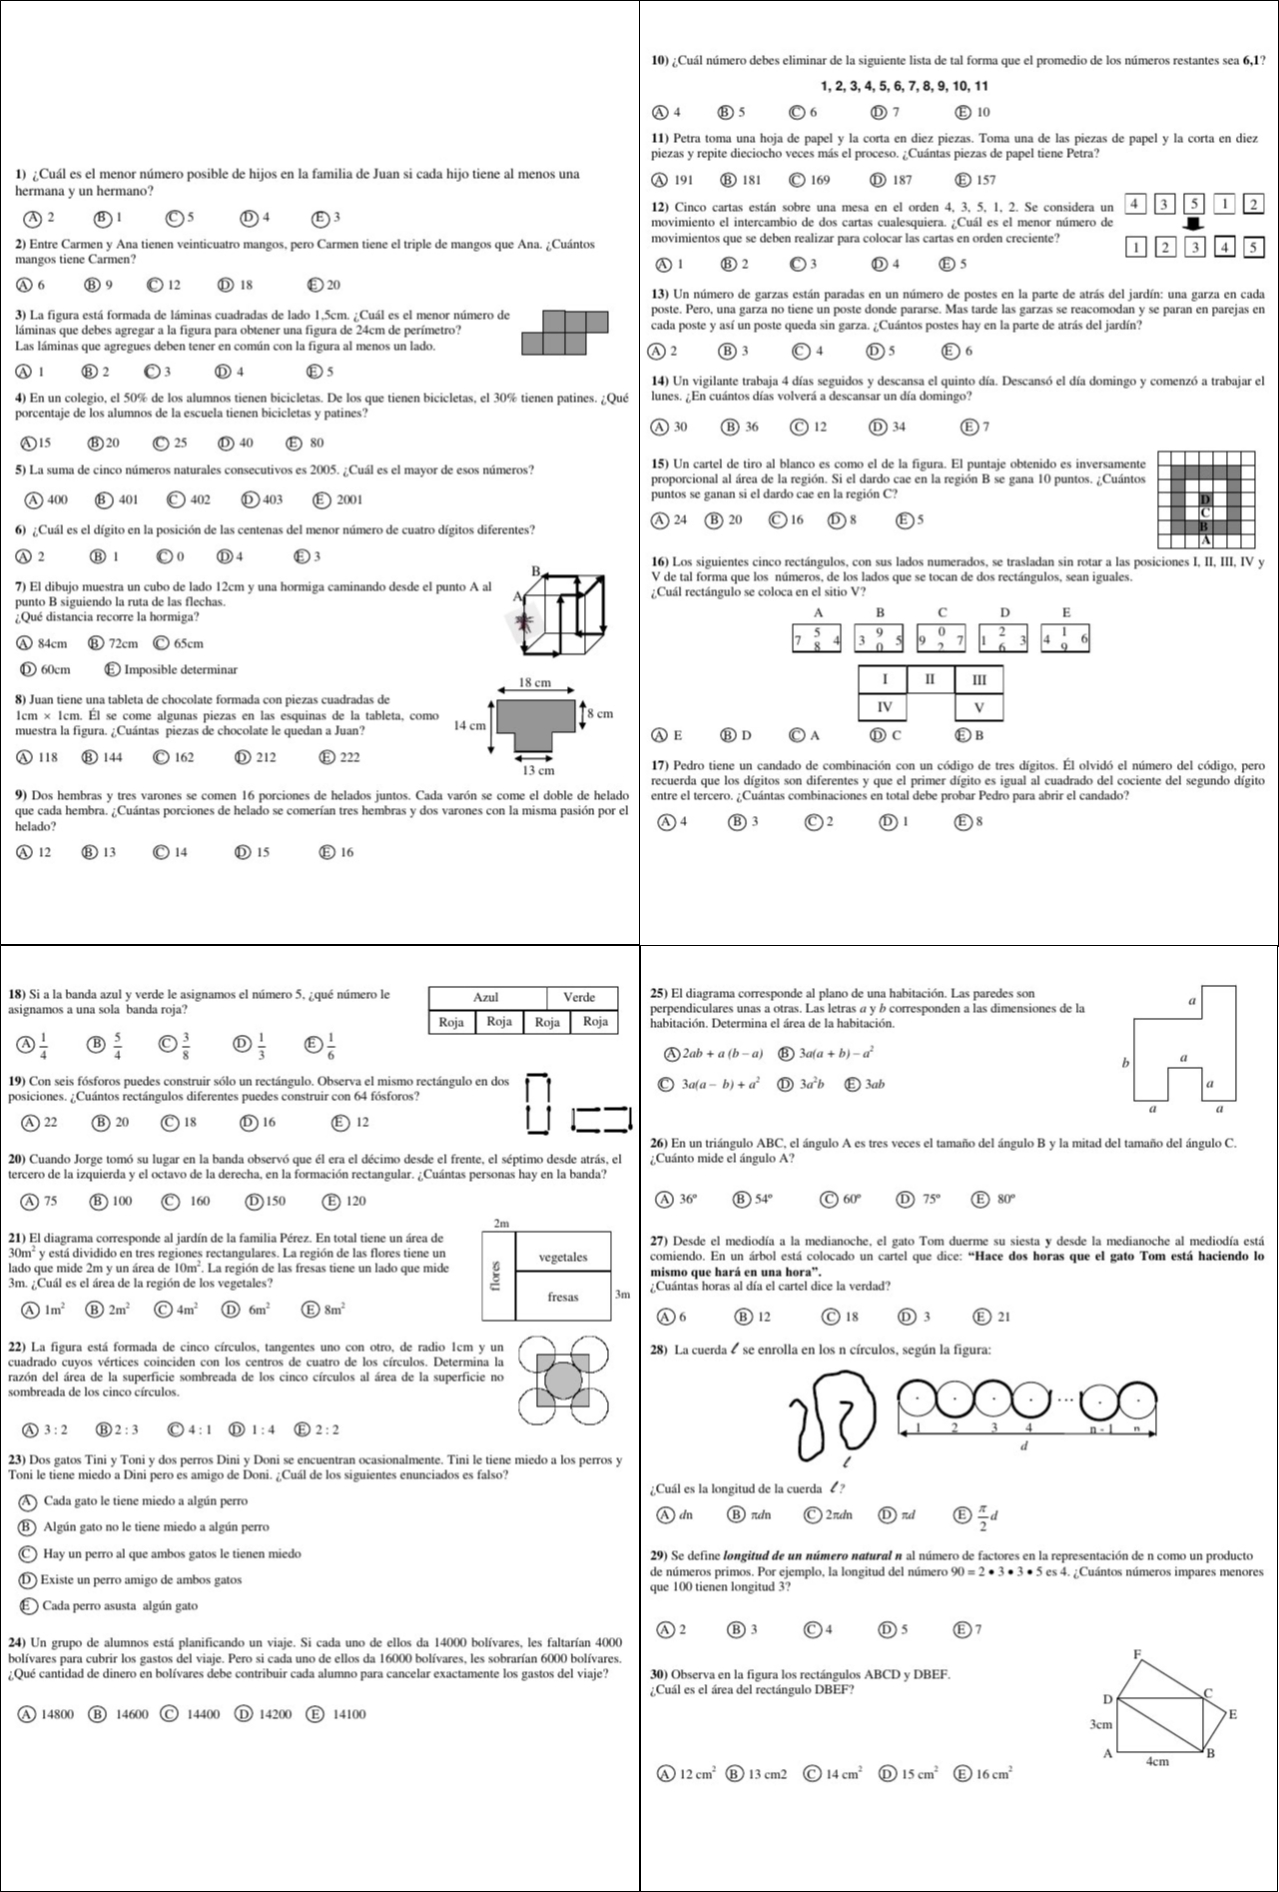 1) ¿Cuál es el menor número posible de hijos en la familia de Juan si cada hijo tiene al menos una
hermana y un hermano?
Ⓐ 2 Ⓑ 1 Ⓒ 5 Ⓓ 4 Ⓔ 3
2) Entre Carmen y Ana tienen veinticuatro mangos, pero Carmen tiene el triple de mangos que Ana. ¿Cuántos
mangos tiene Carmen?
Ⓐ 6 Ⓑ 9 Ⓒ 12 Ⓓ 18 Ⓔ 20
3) La figura está formada de láminas cuadradas de lado 1,5cm. ¿Cuál es el menor número de
láminas que debes agregar a la figura para obtener una figura de 24cm de perímetro?
Las láminas que agregues deben tener en común con la figura al menos un lado.
Ⓐ 1 Ⓑ 2 Ⓒ 3 Ⓓ 4 Ⓔ 5
4) En un colegio, el 50% de los alumnos tienen bicicletas. De los que tienen bicicletas, el 30% tienen patines. ¿Qué
porcentaje de los alumnos de la escuela tienen bicicletas y patines?
Ⓐ 15 Ⓑ 20 Ⓒ 25 Ⓓ 40 Ⓔ 80
5) La suma de cinco números naturales consecutivos es 2005. ¿Cuál es el mayor de esos números?
Ⓐ 400 Ⓑ 401 Ⓒ 402 Ⓓ 403 Ⓔ 2001
6) ¿Cuál es el dígito en la posición de las centenas del menor número de cuatro dígitos diferentes?
Ⓐ 2 Ⓑ 1 Ⓒ 0 Ⓓ 4 Ⓔ 3
7) El dibujo muestra un cubo de lado 12cm y una hormiga caminando desde el punto A al
punto B siguiendo la ruta de las flechas.
¿Qué distancia recorre la hormiga?
Ⓐ 84cm Ⓑ 72cm Ⓒ 65cm
Ⓓ 60cm Ⓔ Imposible determinar
B
A
8) Juan tiene una tableta de chocolate formada con piezas cuadradas de
1cm × 1cm. Él se come algunas piezas en las esquinas de la tableta, como
muestra la figura. ¿Cuántas piezas de chocolate le quedan a Juan?
Ⓐ 118 Ⓑ 144 Ⓒ 162 Ⓓ 212 Ⓔ 222
18 cm
8 cm
14 cm
13 cm
9) Dos hembras y tres varones se comen 16 porciones de helados juntos. Cada varón se come el doble de helado
que cada hembra. ¿Cuántas porciones de helado se comerían tres hembras y dos varones con la misma pasión por el
helado?
Ⓐ 12 Ⓑ 13 Ⓒ 14 Ⓓ 15 Ⓔ 16
10) ¿Cuál número debes eliminar de la siguiente lista de tal forma que el promedio de los números restantes sea 6,1?
1, 2, 3, 4, 5, 6, 7, 8, 9, 10, 11
Ⓐ 4 Ⓑ 5 Ⓒ 6 Ⓓ 7 Ⓔ 10
11) Petra toma una hoja de papel y la corta en diez piezas. Toma una de las piezas de papel y la corta en diez
piezas y repite dieciocho veces más el proceso. ¿Cuántas piezas de papel tiene Petra?
Ⓐ 191 Ⓑ 181 Ⓒ 169 Ⓓ 187 Ⓔ 157
12) Cinco cartas están sobre una mesa en el orden 4, 3, 5, 1, 2. Se considera un
movimiento el intercambio de dos cartas cualesquiera. ¿Cuál es el menor número de
movimientos que se deben realizar para colocar las cartas en orden creciente?
Ⓐ 1 Ⓑ 2 Ⓒ 3 Ⓓ 4 Ⓔ 5
4 3 5 1 2
1 2 3 4 5
13) Un número de garzas están paradas en un número de postes en la parte de atrás del jardín: una garza en cada
poste. Pero, una garza no tiene un poste donde pararse. Mas tarde las garzas se reacomodan y se paran en parejas en
cada poste y así un poste queda sin garza. ¿Cuántos postes hay en la parte de atrás del jardín?
Ⓐ 2 Ⓑ 3 Ⓒ 4 Ⓓ 5 Ⓔ 6
14) Un vigilante trabaja 4 días seguidos y descansa el quinto día. Descansó el día domingo y comenzó a trabajar el
lunes. ¿En cuántos días volverá a descansar un día domingo?
Ⓐ 30 Ⓑ 36 Ⓒ 12 Ⓓ 34 Ⓔ 7
15) Un cartel de tiro al blanco es como el de la figura. El puntaje obtenido es inversamente
proporcional al área de la región. Si el dardo cae en la región B se gana 10 puntos. ¿Cuántos
puntos se ganan si el dardo cae en la región C?
Ⓐ 24 Ⓑ 20 Ⓒ 16 Ⓓ 8 Ⓔ 5
D
C
B
A
16) Los siguientes cinco rectángulos, con sus lados numerados, se trasladan sin rotar a las posiciones I, II, III, IV y
V de tal forma que los números, de los lados que se tocan de dos rectángulos, sean iguales.
¿Cuál rectángulo se coloca en el sitio V?
A B C D E
5 9 0 2 1
7 4 3 5 9 7 1 3 4 6
8 0 2 6 9
I II III
IV V
Ⓐ E Ⓑ D Ⓒ A Ⓓ C Ⓔ B
17) Pedro tiene un candado de combinación con un código de tres dígitos. Él olvidó el número del código, pero
recuerda que los dígitos son diferentes y que el primer dígito es igual al cuadrado del cociente del segundo dígito
entre el tercero. ¿Cuántas combinaciones en total debe probar Pedro para abrir el candado?
Ⓐ 4 Ⓑ 3 Ⓒ 2 Ⓓ 1 Ⓔ 8
18) Si a la banda azul y verde le asignamos el número 5, ¿qué número le
asignamos a una sola banda roja?
Ⓐ 1/4 Ⓑ 5/4 Ⓒ 3/8 Ⓓ 1/3 Ⓔ 1/6
Azul Verde
Roja Roja Roja Roja
19) Con seis fósforos puedes construir sólo un rectángulo. Observa el mismo rectángulo en dos
posiciones. ¿Cuántos rectángulos diferentes puedes construir con 64 fósforos?
Ⓐ 22 Ⓑ 20 Ⓒ 18 Ⓓ 16 Ⓔ 12
20) Cuando Jorge tomó su lugar en la banda observó que él era el décimo desde el frente, el séptimo desde atrás, el
tercero de la izquierda y el octavo de la derecha, en la formación rectangular. ¿Cuántas personas hay en la banda?
Ⓐ 75 Ⓑ 100 Ⓒ 160 Ⓓ 150 Ⓔ 120
21) El diagrama corresponde al jardín de la familia Pérez. En total tiene un área de
30m² y está dividido en tres regiones rectangulares. La región de las flores tiene un
lado que mide 2m y un área de 10m². La región de las fresas tiene un lado que mide
3m. ¿Cuál es el área de la región de los vegetales?
Ⓐ 1m² Ⓑ 2m² Ⓒ 4m² Ⓓ 6m² Ⓔ 8m²
2m
flores
vegetales
fresas
3m
22) La figura está formada de cinco círculos, tangentes uno con otro, de radio 1cm y un
cuadrado cuyos vértices coinciden con los centros de cuatro de los círculos. Determina la
razón del área de la superficie sombreada de los cinco círculos al área de la superficie no
sombreada de los cinco círculos.
Ⓐ 3 : 2 Ⓑ 2 : 3 Ⓒ 4 : 1 Ⓓ 1 : 4 Ⓔ 2 : 2
23) Dos gatos Tini y Toni y dos perros Dini y Doni se encuentran ocasionalmente. Tini le tiene miedo a los perros y
Toni le tiene miedo a Dini pero es amigo de Doni. ¿Cuál de los siguientes enunciados es falso?
Ⓐ Cada gato le tiene miedo a algún perro
Ⓑ Algún gato no le tiene miedo a algún perro
Ⓒ Hay un perro al que ambos gatos le tienen miedo
Ⓓ Existe un perro amigo de ambos gatos
Ⓔ Cada perro asusta algún gato
24) Un grupo de alumnos está planificando un viaje. Si cada uno de ellos da 14000 bolívares, les faltarían 4000
bolívares para cubrir los gastos del viaje. Pero si cada uno de ellos da 16000 bolívares, les sobrarían 6000 bolívares.
¿Qué cantidad de dinero en bolívares debe contribuir cada alumno para cancelar exactamente los gastos del viaje?
Ⓐ 14800 Ⓑ 14600 Ⓒ 14400 Ⓓ 14200 Ⓔ 14100
25) El diagrama corresponde al plano de una habitación. Las paredes son
perpendiculares unas a otras. Las letras a y b corresponden a las dimensiones de la
habitación. Determina el área de la habitación.
Ⓐ 2ab + a (b – a) Ⓑ 3a(a + b) – a²
Ⓒ 3a(a – b) + a² Ⓓ 3a²b Ⓔ 3ab
a
b
a
a
a
a
26) En un triángulo ABC, el ángulo A es tres veces el tamaño del ángulo B y la mitad del tamaño del ángulo C.
¿Cuánto mide el ángulo A?
Ⓐ 36º Ⓑ 54º Ⓒ 60º Ⓓ 75º Ⓔ 80º
27) Desde el mediodía a la medianoche, el gato Tom duerme su siesta y desde la medianoche al mediodía está
comiendo. En un árbol está colocado un cartel que dice: “Hace dos horas que el gato Tom está haciendo lo
mismo que hará en una hora”.
¿Cuántas horas al día el cartel dice la verdad?
Ⓐ 6 Ⓑ 12 Ⓒ 18 Ⓓ 3 Ⓔ 21
28) La cuerda ℓ se enrolla en los n círculos, según la figura:
1 2 3 4 n - 1 n
d
ℓ
¿Cuál es la longitud de la cuerda ℓ?
Ⓐ dn Ⓑ πdn Ⓒ 2πdn Ⓓ πd Ⓔ π/2 d
29) Se define longitud de un número natural n al número de factores en la representación de n como un producto
de números primos. Por ejemplo, la longitud del número 90 = 2 • 3 • 3 • 5 es 4. ¿Cuántos números impares menores
que 100 tienen longitud 3?
Ⓐ 2 Ⓑ 3 Ⓒ 4 Ⓓ 5 Ⓔ 7
30) Observa en la figura los rectángulos ABCD y DBEF.
¿Cuál es el área del rectángulo DBEF?
Ⓐ 12 cm² Ⓑ 13 cm2 Ⓒ 14 cm² Ⓓ 15 cm² Ⓔ 16 cm²
F
D
C
E
3cm
A
B
4cm